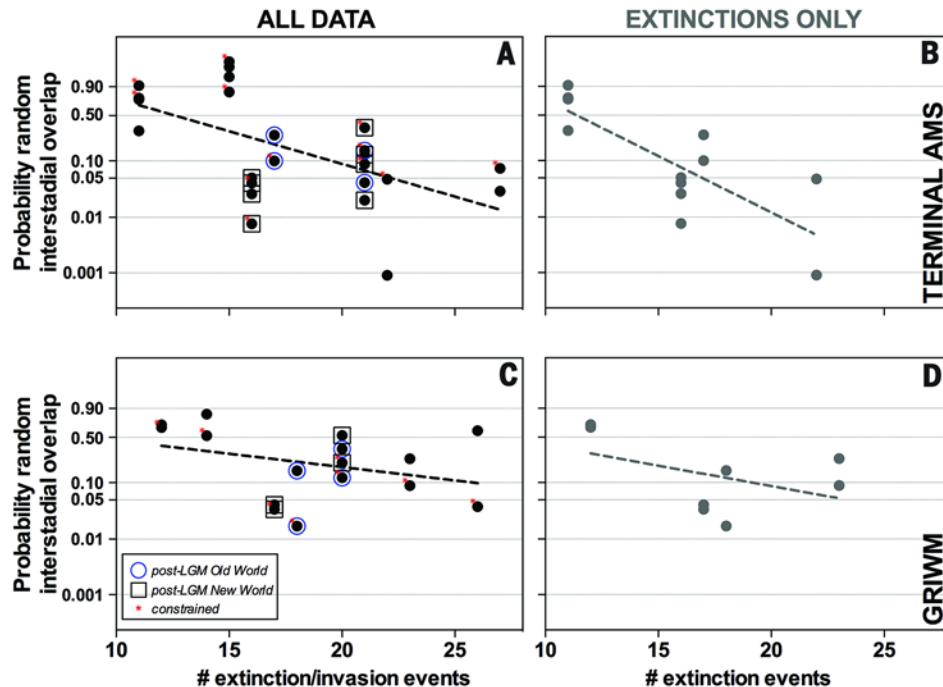 ALL DATA
EXTINCTIONS ONLY
A
B
Probability random
interstadial overlap
0.90
0.50
0.10
0.05
0.01
0.001
TERMINAL AMS
C
D
Probability random
interstadial overlap
0.90
0.50
0.10
0.05
0.01
0.001
GRIWM
post-LGM Old World
post-LGM New World
* constrained
10
15
20
25
10
15
20
25
# extinction/invasion events
# extinction events